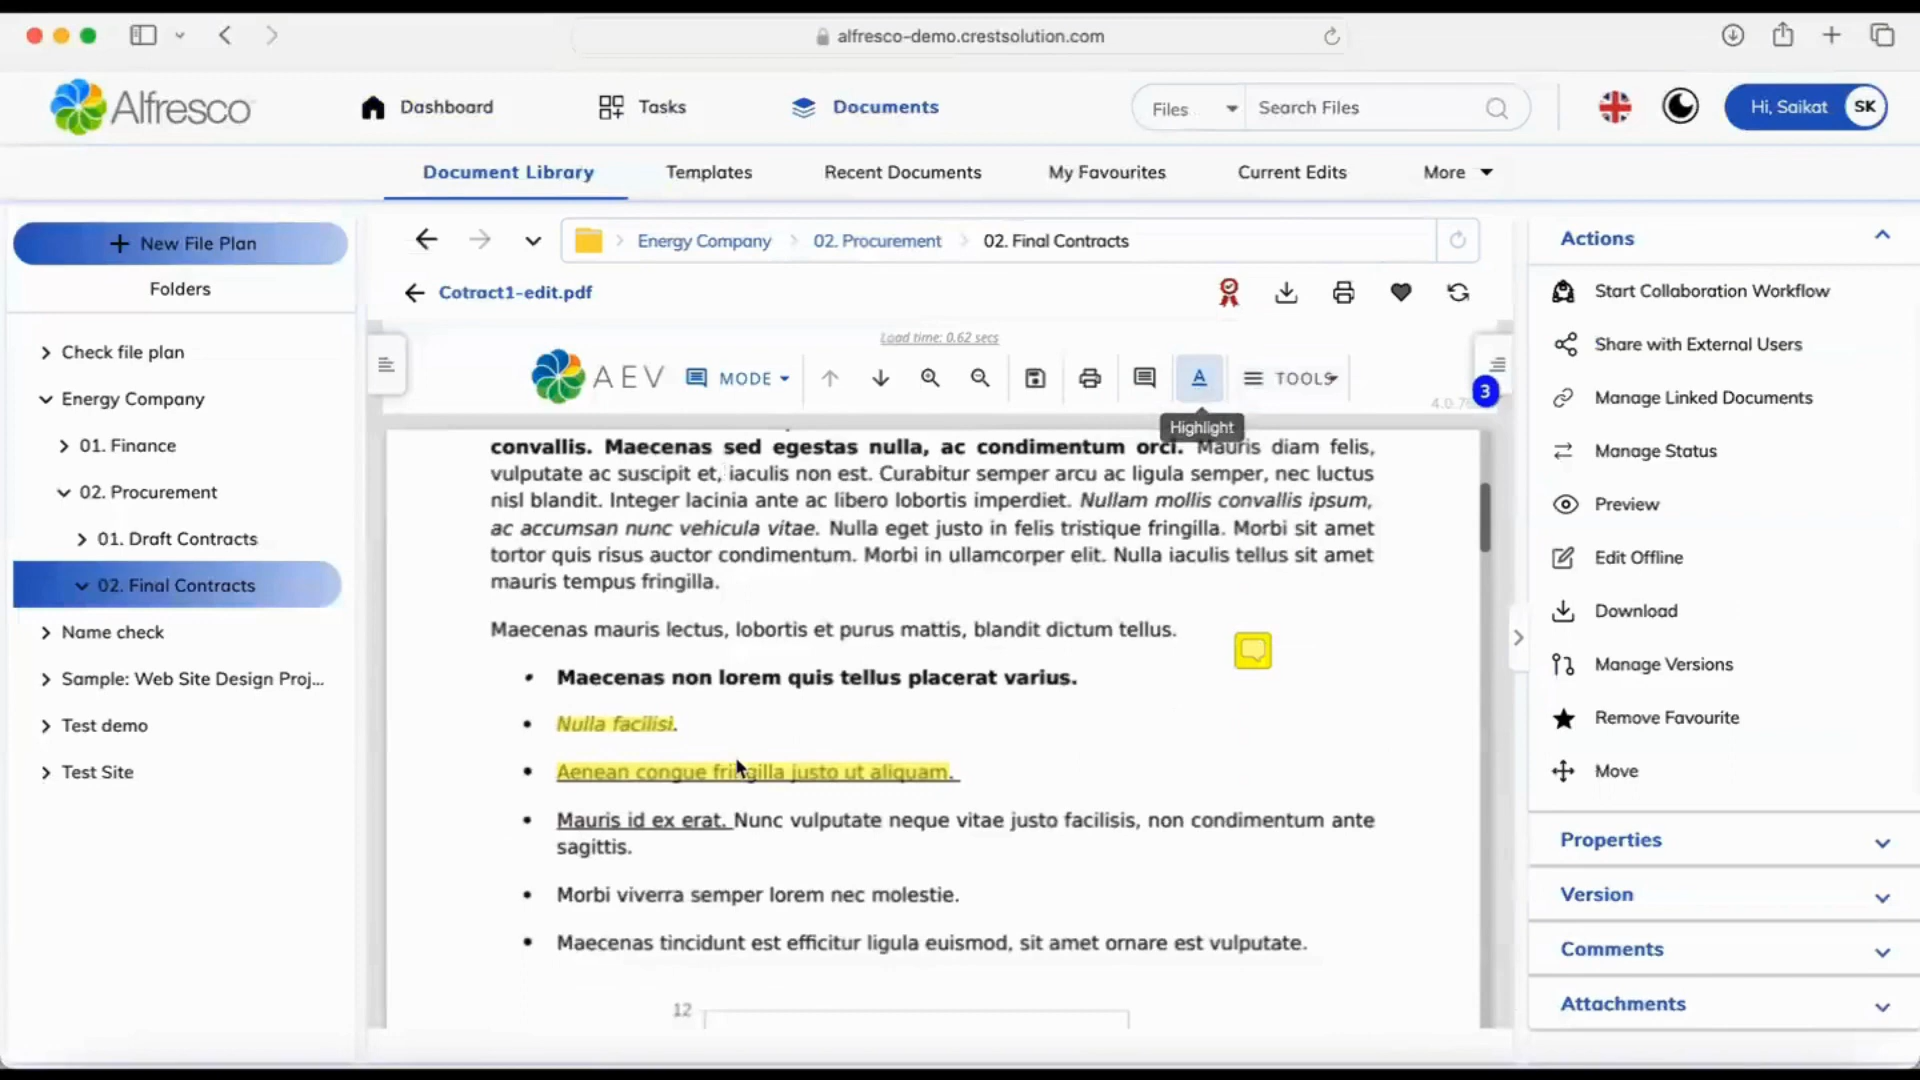 alfresco-demo.crestsolution.com
Alfresco
Dashboard
Tasks
Documents
Files
Search Files
Hi, Saikat
SK
Document Library
Templates
Recent Documents
My Favourites
Current Edits
More
New File Plan
Folders
Check file plan
Energy Company
01. Finance
02. Procurement
01. Draft Contracts
02. Final Contracts
Name check
Sample: Web Site Design Proj...
Test demo
Test Site
Energy Company
02. Procurement
02. Final Contracts
Cotract1-edit.pdf
Load time: 0.62 secs
AEV
MODE
TOOLS
3
Highlight
convallis. Maecenas sed egestas nulla, ac condimentum orci. Mauris diam felis,
vulputate ac suscipit et, iaculis non est. Curabitur semper arcu ac ligula semper, nec luctus
nisl blandit. Integer lacinia ante ac libero lobortis imperdiet. Nullam mollis convallis ipsum,
ac accumsan nunc vehicula vitae. Nulla eget justo in felis tristique fringilla. Morbi sit amet
tortor quis risus auctor condimentum. Morbi in ullamcorper elit. Nulla iaculis tellus sit amet
mauris tempus fringilla.
Maecenas mauris lectus, lobortis et purus mattis, blandit dictum tellus.
• Maecenas non lorem quis tellus placerat varius.
• Nulla facilisi.
• Aenean congue fringilla justo ut aliquam.
• Mauris id ex erat. Nunc vulputate neque vitae justo facilisis, non condimentum ante
sagittis.
• Morbi viverra semper lorem nec molestie.
• Maecenas tincidunt est efficitur ligula euismod, sit amet ornare est vulputate.
12
Actions
Start Collaboration Workflow
Share with External Users
Manage Linked Documents
Manage Status
Preview
Edit Offline
Download
Manage Versions
Remove Favourite
Move
Properties
Version
Comments
Attachments